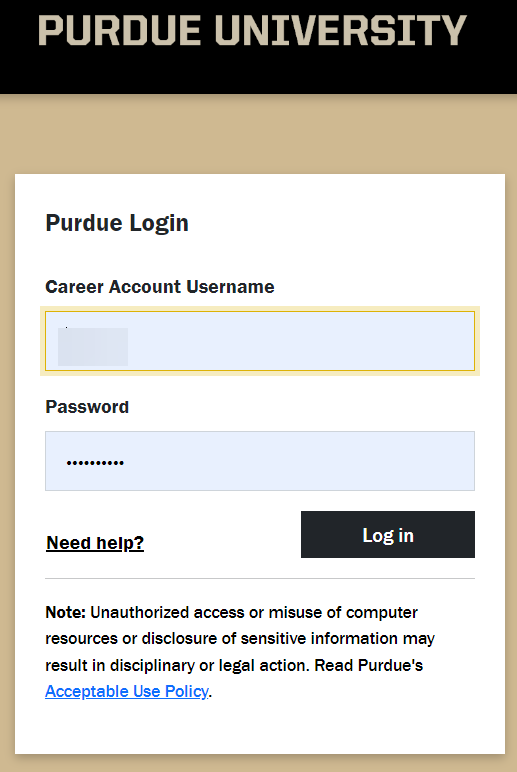 PURDUE UNIVERSITY
Purdue Login
Career Account Username
Password
••••••••••
Need help?
Log in
Note: Unauthorized access or misuse of computer
resources or disclosure of sensitive information may
result in disciplinary or legal action. Read Purdue's
Acceptable Use Policy.